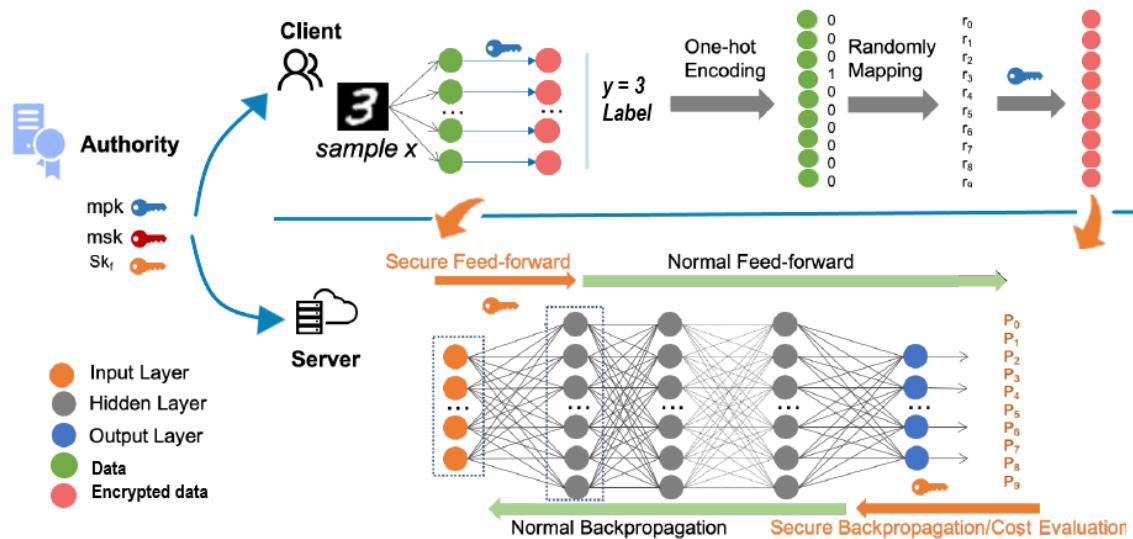 Client
sample x
y = 3
Label
One-hot
Encoding
0
0
0
1
0
0
0
0
0
0
Randomly
Mapping
r0
r1
r2
r3
r4
r5
r6
r7
r8
r9
Authority
mpk
msk
Skf
Server
Secure Feed-forward
Normal Feed-forward
P0
P1
P2
P3
P4
P5
P6
P7
P8
P9
Normal Backpropagation
Secure Backpropagation/Cost Evaluation
Input Layer
Hidden Layer
Output Layer
Data
Encrypted data
3
...
...
...
...
...
...
...